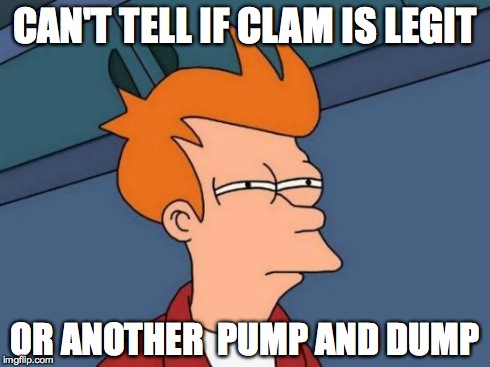 CAN'T TELL IF CLAM IS LEGIT
OR ANOTHER PUMP AND DUMP
imgflip.com